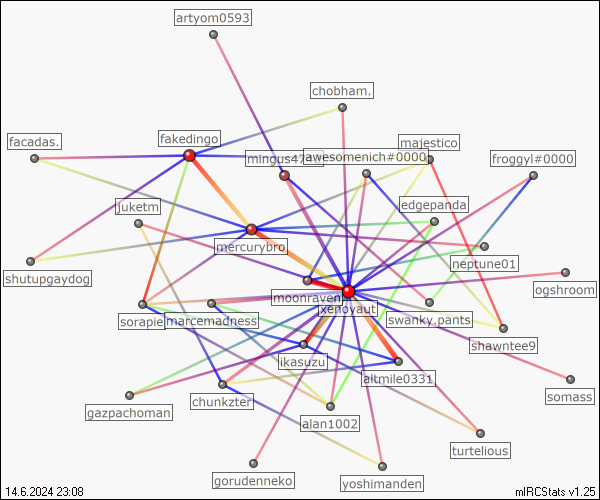 artyom0593
chobham.
fakedingo
majestico
facadas.
awesomenich#0000
froggyl#0000
juketm
edgepanda
mercurybro
neptune01
shutupgaydog
ogshroom
moonraven
xenoyaut
sorapie
marcemadness
swanky.pants
shawntee9
likasuzu
altmile0331
somass
chunkzter
gazpachoman
alan1002
turtelious
gorudenneko
yoshimanden
14.6.2024 23:08
mIRCStats v1.25